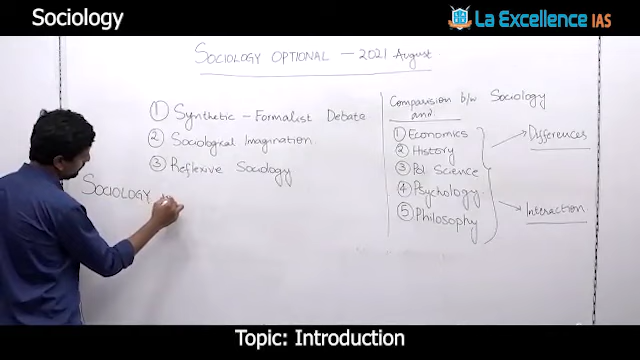 Sociology
La Excellence IAS
SOCIOLOGY OPTIONAL — 2021 August
① Synthetic - Formalist Debate
② Sociological Imagination
③ Reflexive Sociology
SOCIOLOGY
Comparision b/w Sociology
and
① Economics
② History
③ Pol Science
④ Psychology
⑤ Philosophy
Differences
Interaction
Topic: Introduction